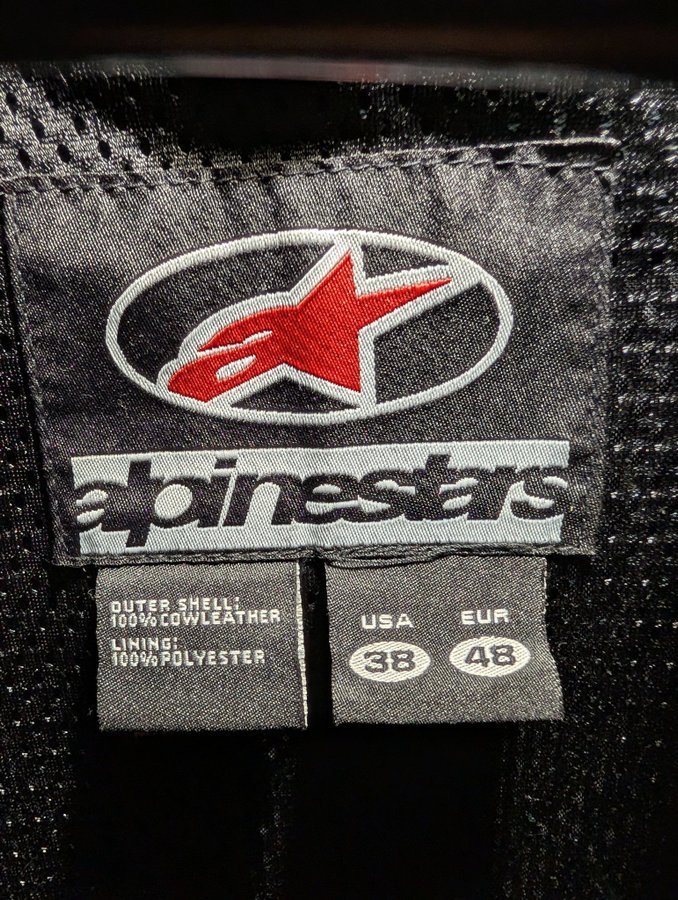 alpinestars
OUTER SHELL:
100% COWLEATHER
LINING:
100% POLYESTER
USA EUR
38 48